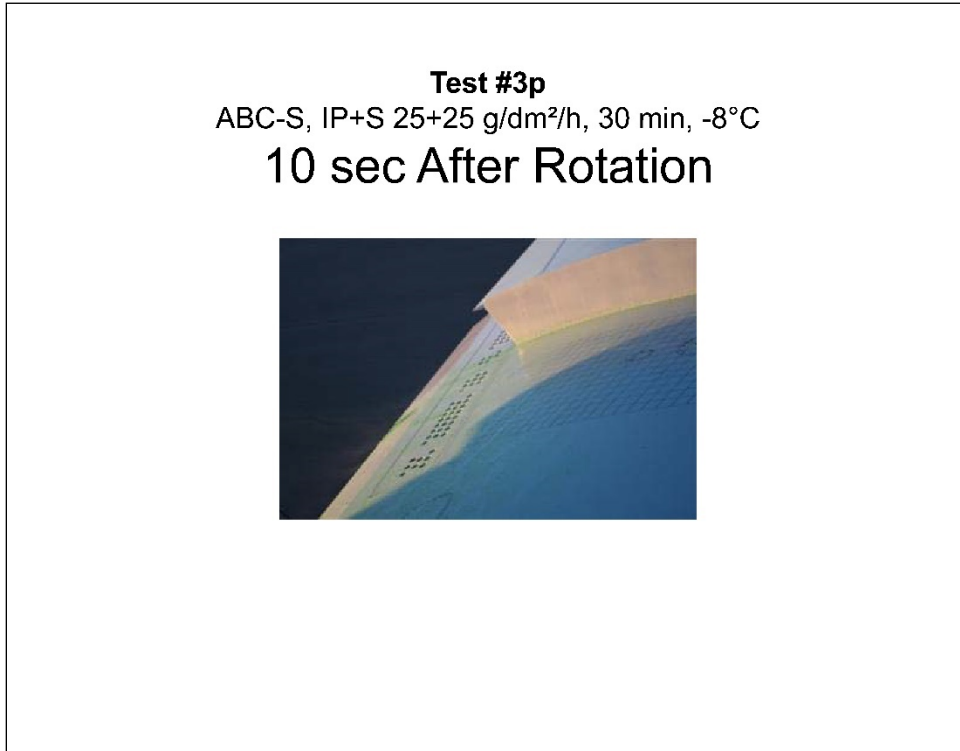 Test #3p
ABC-S, IP+S 25+25 g/dm²/h, 30 min, -8°C
10 sec After Rotation